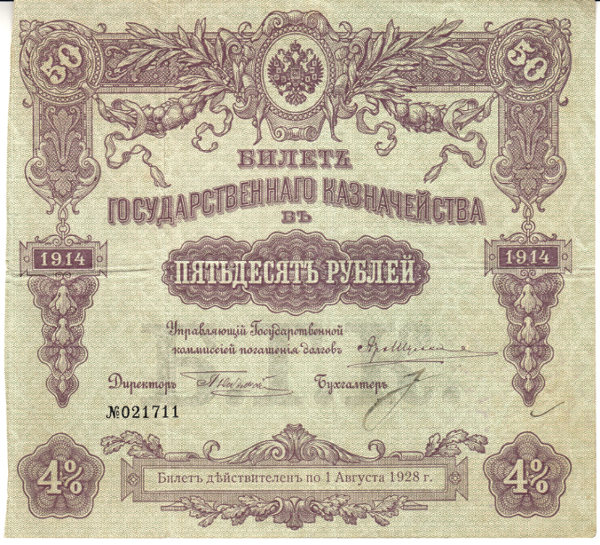 50 50
БИЛЕТЪ
ГОСУДАРСТВЕННАГО КАЗНАЧЕЙСТВА
ВЪ
1914 ПЯТЬДЕСЯТЪ РУБЛЕЙ 1914
Управляющій Государственной
коммиссіей погашенія долговъ
Директоръ Бухгалтеръ
№021711
4% 4%
Билетъ дѣйствителенъ по 1 Августа 1928 г.